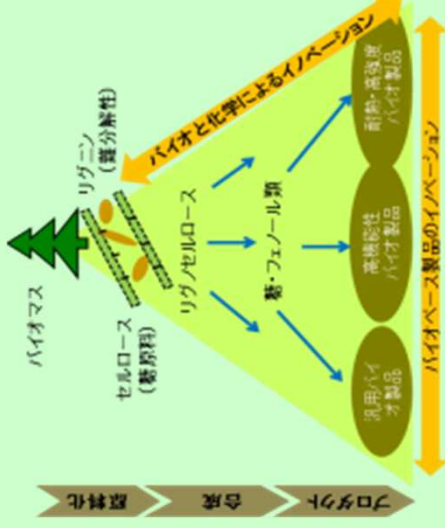 バイオマス
リグニン
(難分解性)
セルロース
(糖原料)
リグノセルロース
糖・フェノール類
汎用バイ
オ製品
高機能性
バイオ製品
耐熱・高強度
バイオ製品
バイオと化学によるイノベーション
バイオベース製品のイノベーション
原料化
合成
プロダクト